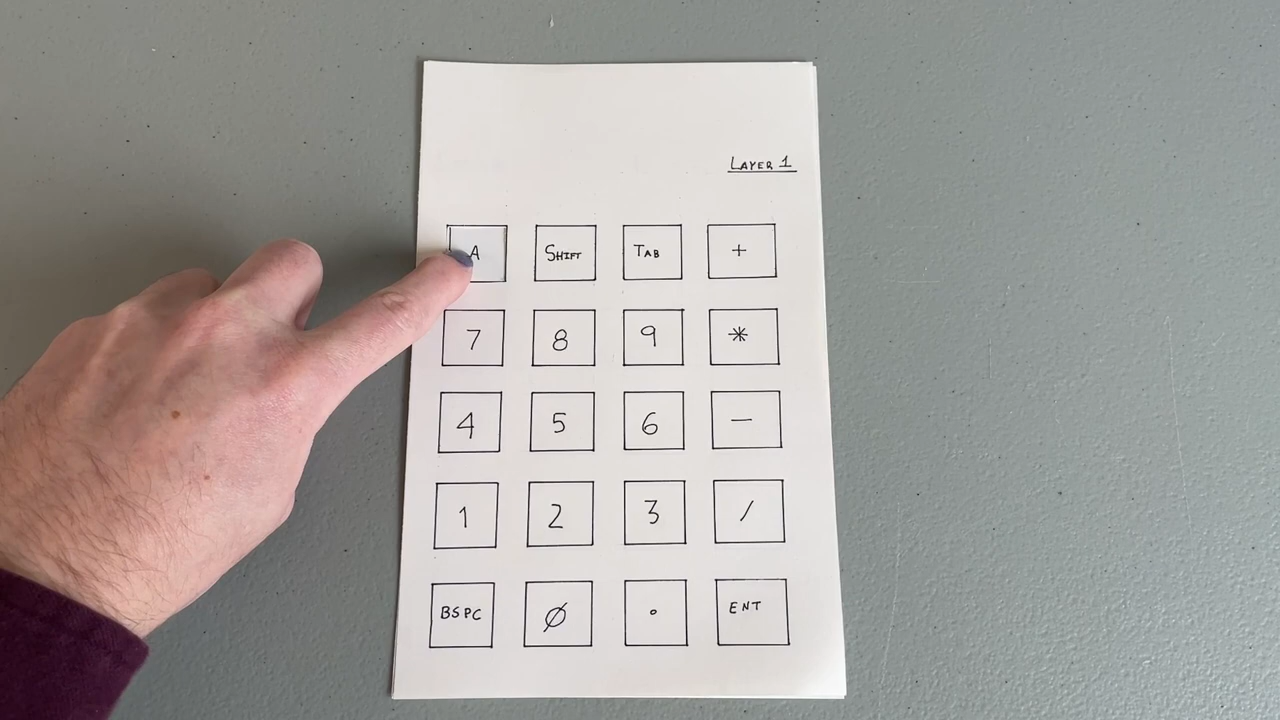 LAYER 1
A SHIFT TAB +
7 8 9 *
4 5 6 -
1 2 3 /
BSPC Ø . ENT